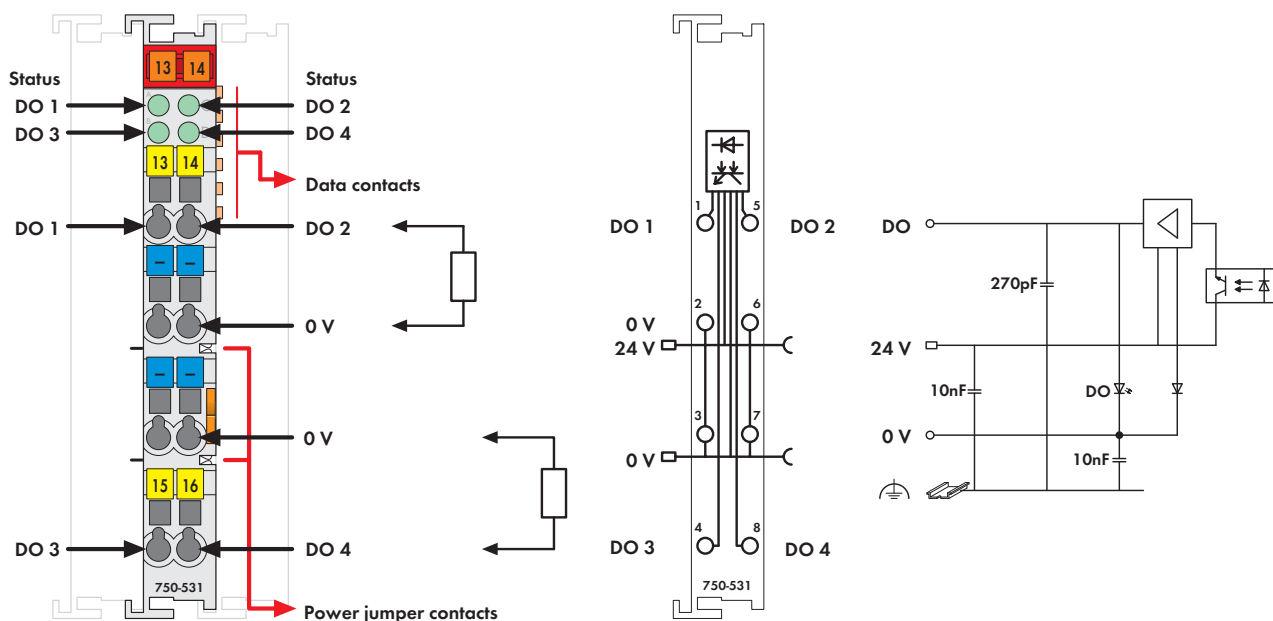 13 14
Status Status
A C
DO 1 DO 2
B D
DO 3 DO 4
13 14
Data contacts
DO 1 DO 2
– –
0 V
– –
0 V
15 16
DO 3 DO 4
750-531
Power jumper contacts
1 5
DO 1 DO 2
2 6
0 V
24 V
3 7
0 V
4 8
DO 3 DO 4
750-531
DO
270pF
24 V
10nF DO
0 V
10nF